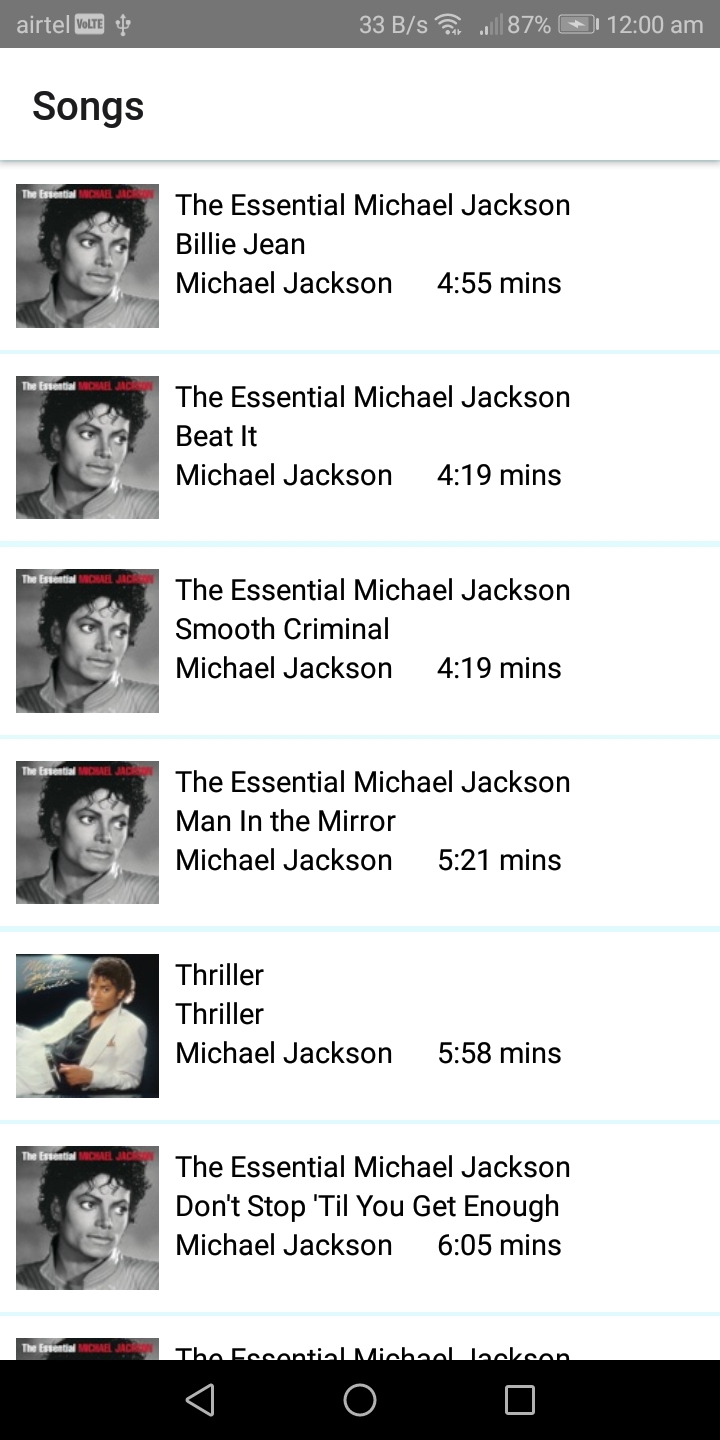 airtel VoLTE 33 B/s 87% 12:00 am
Songs
The Essential MICHAEL JACKSON
The Essential Michael Jackson
Billie Jean
Michael Jackson 4:55 mins
The Essential MICHAEL JACKSON
The Essential Michael Jackson
Beat It
Michael Jackson 4:19 mins
The Essential MICHAEL JACKSON
The Essential Michael Jackson
Smooth Criminal
Michael Jackson 4:19 mins
The Essential MICHAEL JACKSON
The Essential Michael Jackson
Man In the Mirror
Michael Jackson 5:21 mins
Michael
Jackson
Thriller
Thriller
Thriller
Michael Jackson 5:58 mins
The Essential MICHAEL JACKSON
The Essential Michael Jackson
Don't Stop 'Til You Get Enough
Michael Jackson 6:05 mins
The Essential MICHAEL JACKSON
The Essential Michael Jackson